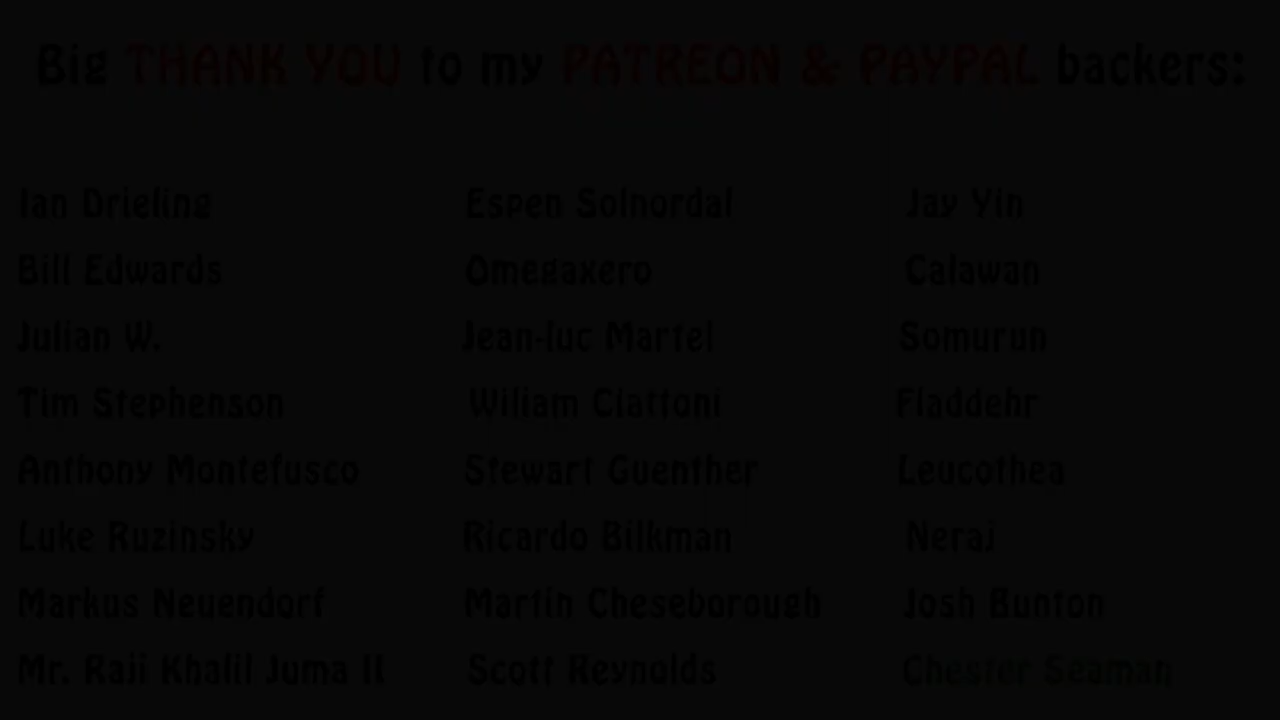 Big THANK YOU to my PATREON & PAYPAL backers:
Ian Drieling
Bill Edwards
Julian W.
Tim Stephenson
Anthony Montefusco
Luke Ruzinsky
Markus Neuendorf
Mr. Raji Khalil Juma II
Espen Solnordal
Omegaxero
Jean-luc Martel
Wiliam Clattoni
Stewart Guenther
Ricardo Bilkman
Martin Cheseborough
Scott Reynolds
Jay Yin
Calawan
Somurun
Fladdehr
Leucothea
Neraj
Josh Bunton
Chester Seaman